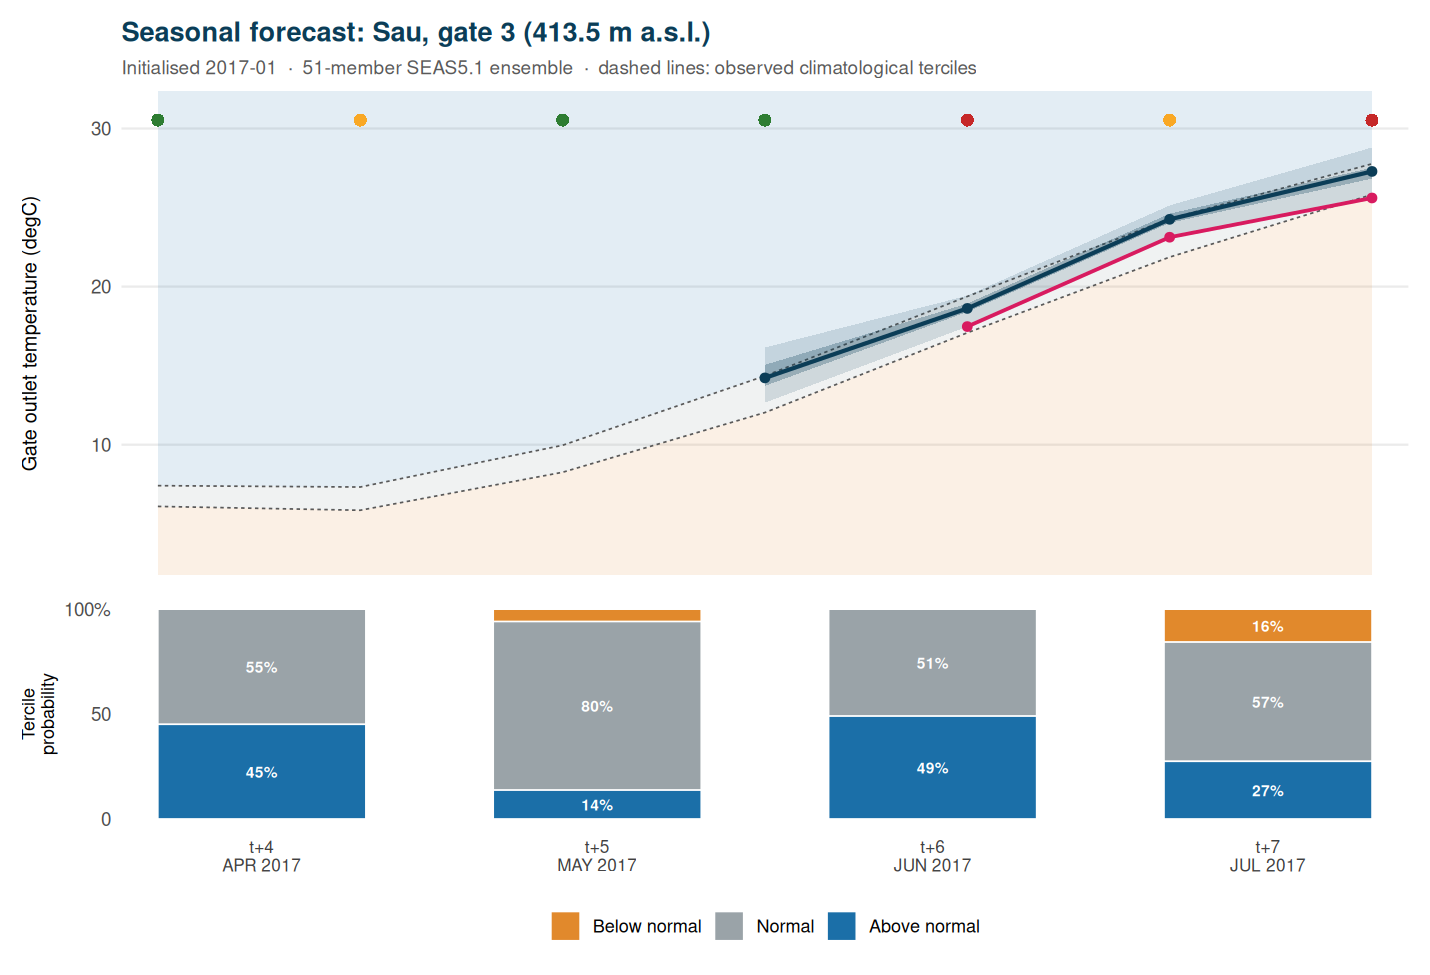 Seasonal forecast: Sau, gate 3 (413.5 m a.s.l.)
Initialised 2017-01 · 51-member SEAS5.1 ensemble · dashed lines: observed climatological terciles
Gate outlet temperature (degC)
30
20
10
Tercile
probability
100%
50
0
55%
45%
80%
14%
51%
49%
16%
57%
27%
t+4
APR 2017
t+5
MAY 2017
t+6
JUN 2017
t+7
JUL 2017
Below normal
Normal
Above normal